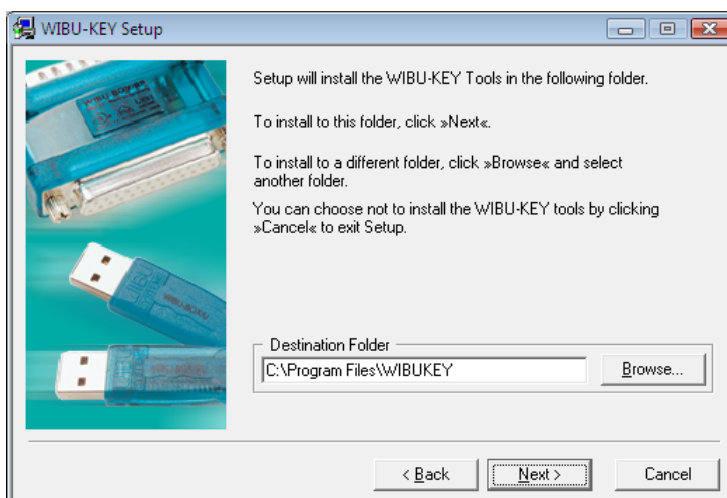 WIBU-KEY Setup
Setup will install the WIBU-KEY Tools in the following folder.
To install to this folder, click »Next«.
To install to a different folder, click »Browse« and select
another folder.
You can choose not to install the WIBU-KEY tools by clicking
»Cancel« to exit Setup.
WIBU-BOX/U
Destination Folder
C:\Program Files\WIBUKEY
Browse...
< Back
Next >
Cancel